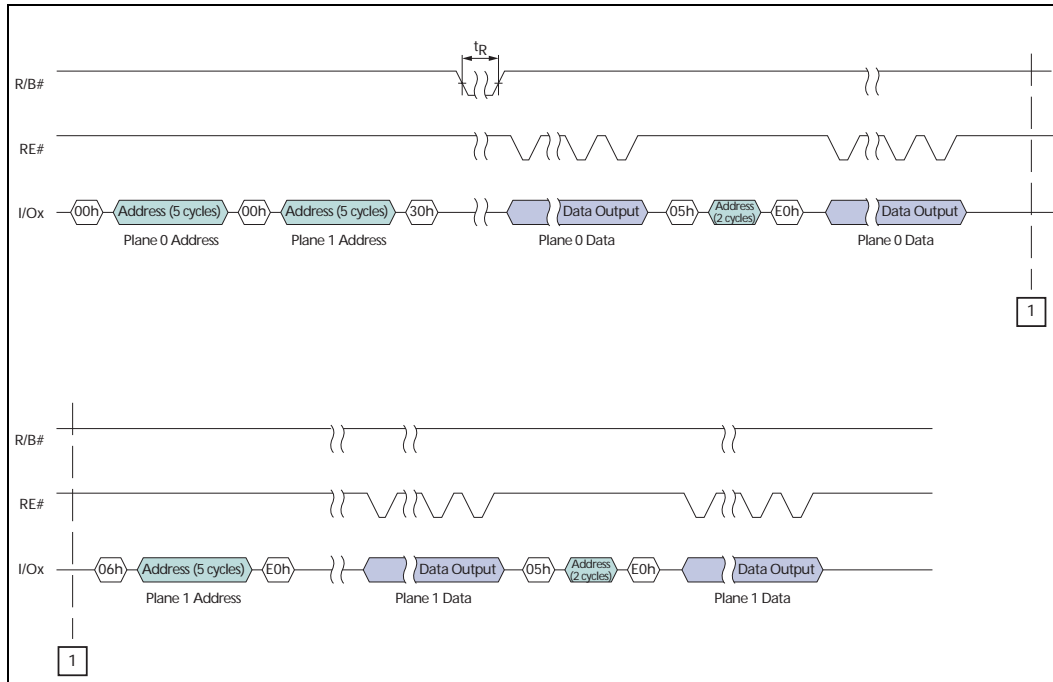 tR
R/B#
RE#
I/Ox 00h Address (5 cycles) 00h Address (5 cycles) 30h Data Output 05h Address (2 cycles) E0h Data Output
Plane 0 Address Plane 1 Address Plane 0 Data Plane 0 Data
1
R/B#
RE#
I/Ox 06h Address (5 cycles) E0h Data Output 05h Address (2 cycles) E0h Data Output
Plane 1 Address Plane 1 Data Plane 1 Data
1